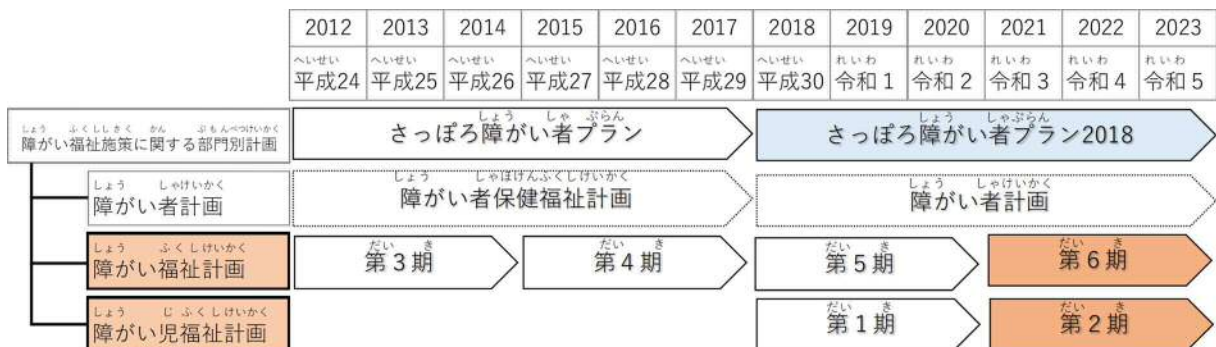 2012 2013 2014 2015 2016 2017 2018 2019 2020 2021 2022 2023
へいせい へいせい へいせい へいせい へいせい へいせい へいせい れいわ れいわ れいわ れいわ れいわ
平成24 平成25 平成26 平成27 平成28 平成29 平成30 令和1 令和2 令和3 令和4 令和5
しょう ふくししさく かん ぶもんべつけいかく しょう しゃ ぷらん しょう しゃぷらん
障がい福祉施策に関する部門別計画 さっぽろ障がい者プラン さっぽろ障がい者プラン2018
しょう しゃけいかく しょう しゃほけんふくしけいかく しょう しゃけいかく
障がい者計画 障がい者保健福祉計画 障がい者計画
しょう ふくしけいかく だい き だい き だい き だい き
障がい福祉計画 第3期 第4期 第5期 第6期
しょう じ ふくしけいかく だい き だい き
障がい児福祉計画 第1期 第2期